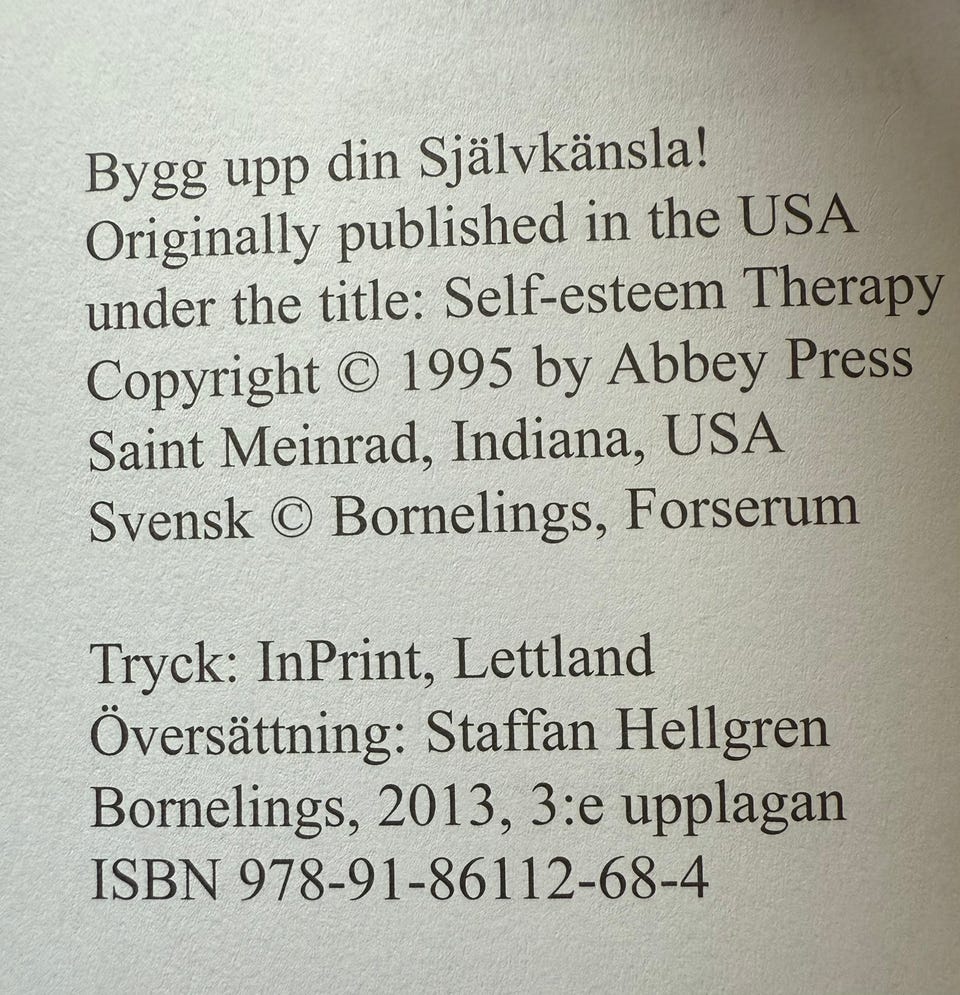 Bygg upp din Självkänsla!
Originally published in the USA
under the title: Self-esteem Therapy
Copyright © 1995 by Abbey Press
Saint Meinrad, Indiana, USA
Svensk © Bornelings, Forserum
Tryck: InPrint, Lettland
Översättning: Staffan Hellgren
Bornelings, 2013, 3:e upplagan
ISBN 978-91-86112-68-4